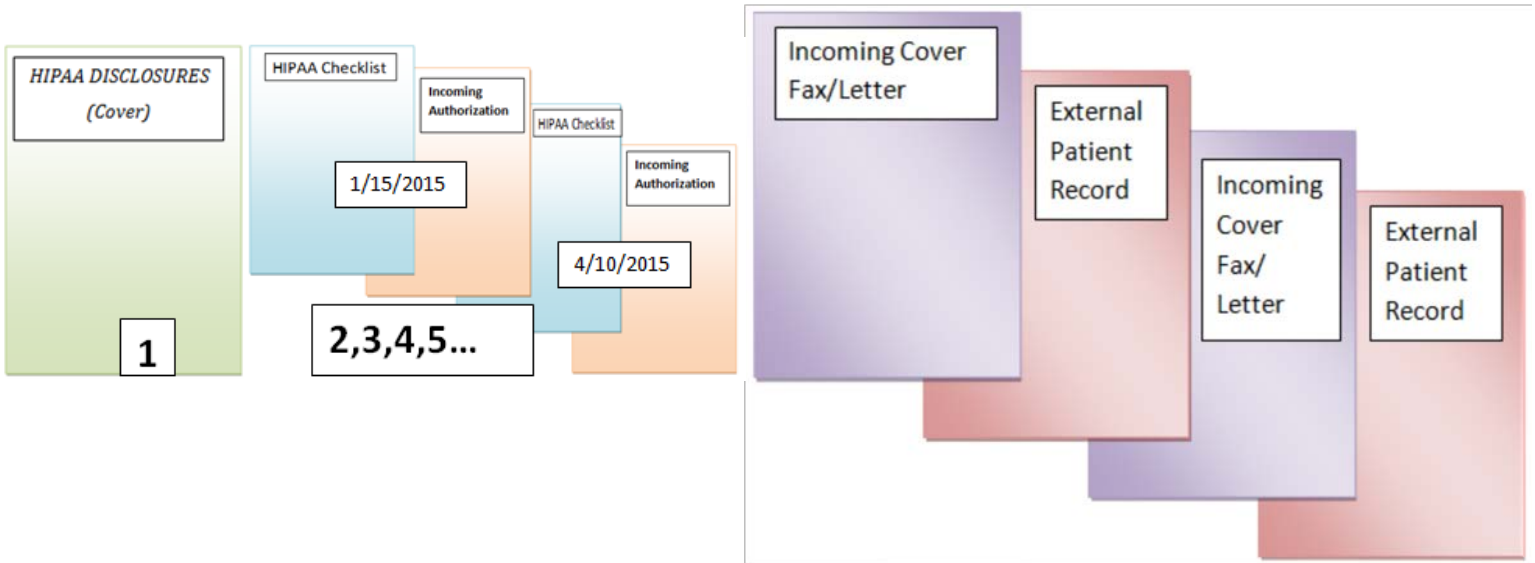 HIPAA DISCLOSURES
(Cover)
1
HIPAA Checklist
Incoming
Authorization
1/15/2015
HIPAA Checklist
Incoming
Authorization
4/10/2015
2,3,4,5...
Incoming Cover
Fax/Letter
External
Patient
Record
Incoming
Cover
Fax/
Letter
External
Patient
Record